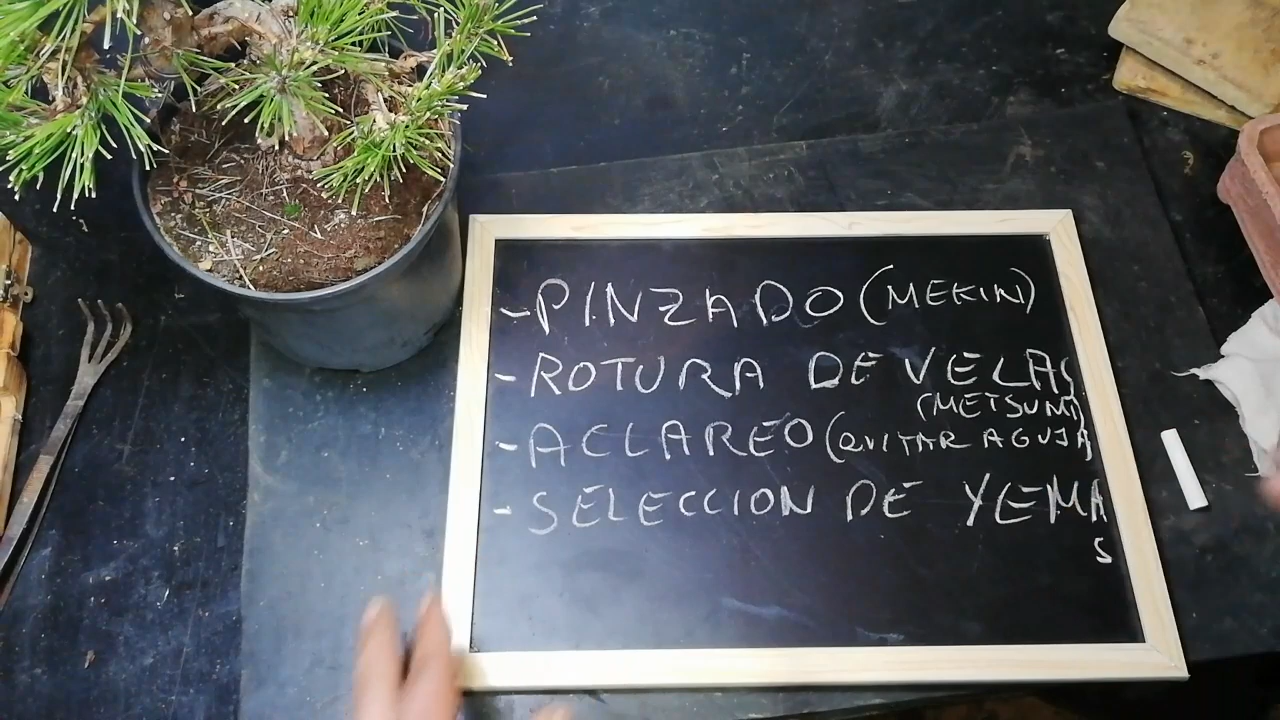 - PINZADO (MEKIN)
- ROTURA DE VELAS
(METSUMI)
- ACLAREO (QUITAR AGUJA
- SELECCION DE YEMA
S